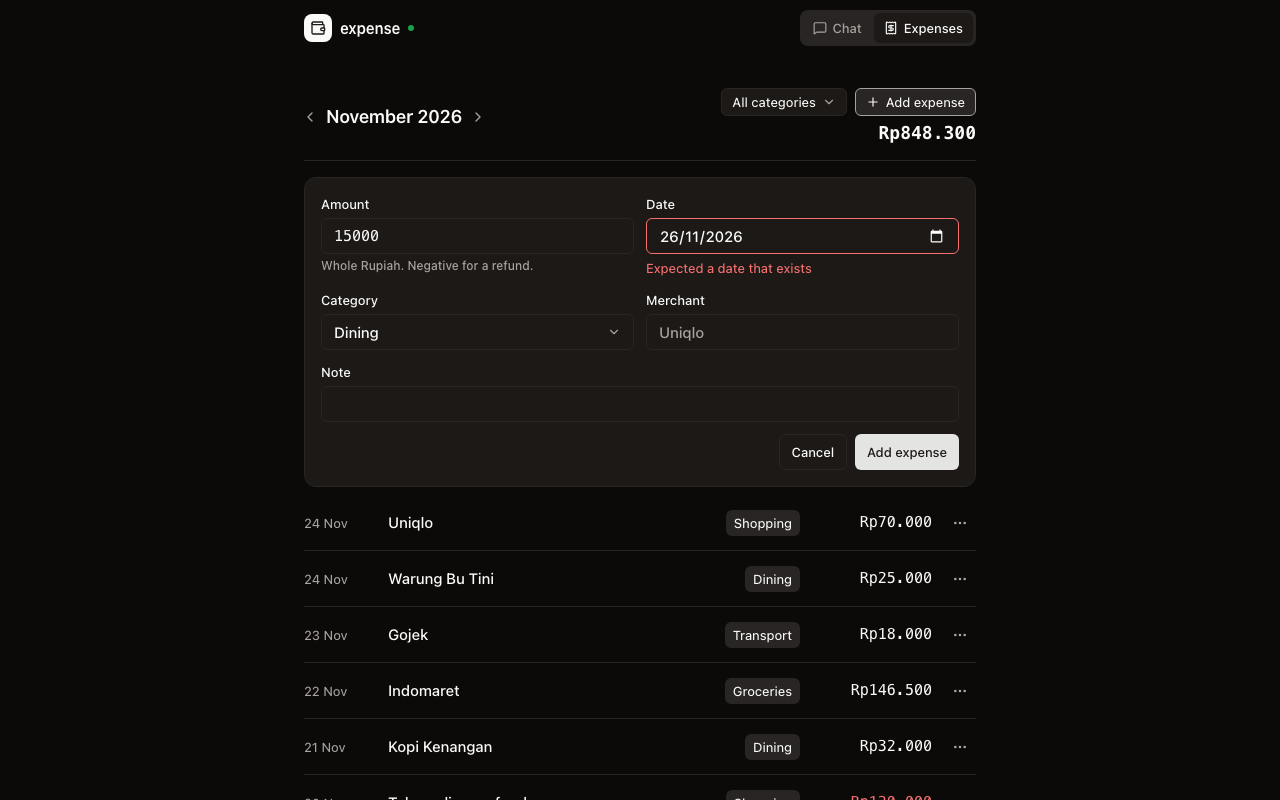 expense
Chat
Expenses
November 2026
All categories
Add expense
Rp848.300
Amount
Date
15000
26/11/2026
Whole Rupiah. Negative for a refund.
Expected a date that exists
Category
Merchant
Dining
Uniqlo
Note
Cancel
Add expense
24 Nov Uniqlo Shopping Rp70.000
24 Nov Warung Bu Tini Dining Rp25.000
23 Nov Gojek Transport Rp18.000
22 Nov Indomaret Groceries Rp146.500
21 Nov Kopi Kenangan Dining Rp32.000